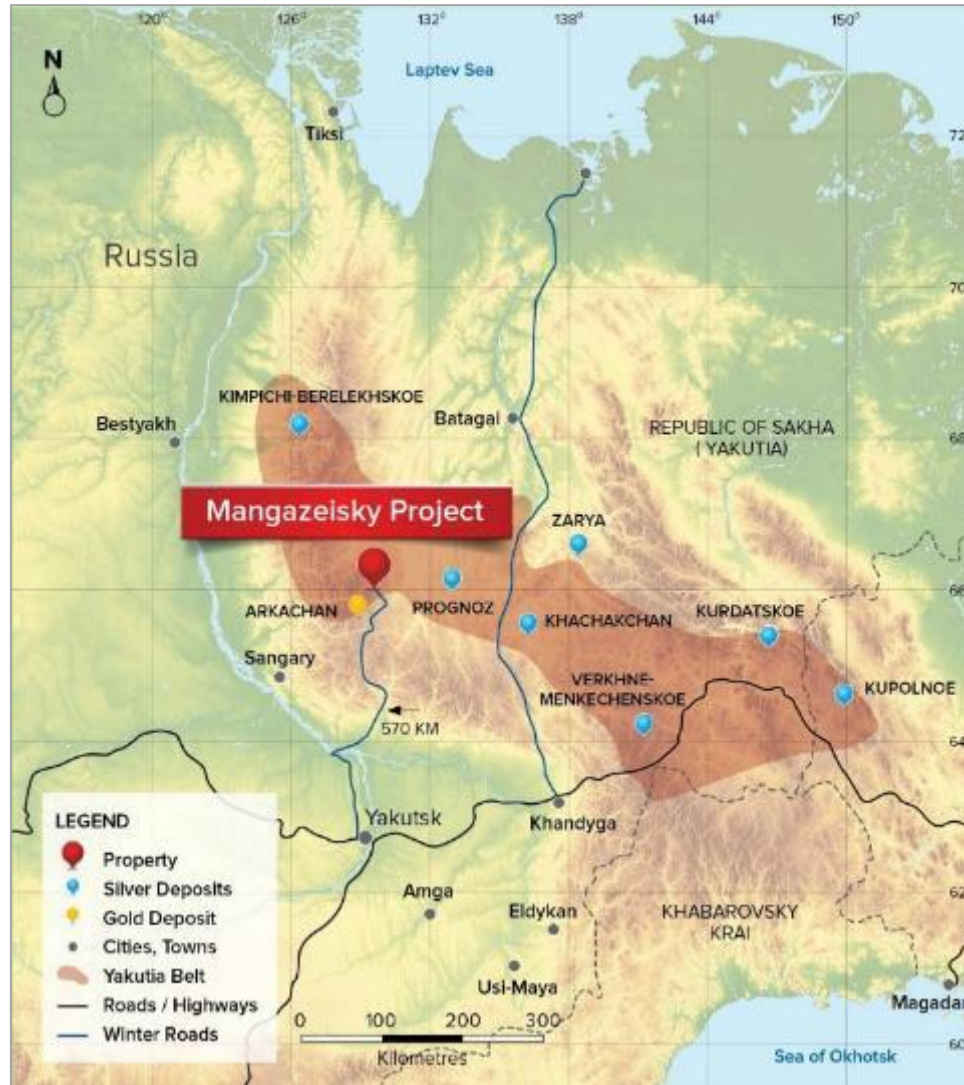 120°
126°
132°
138°
144°
150°
N
Laptev Sea
Tiksi
72
Russia
70
KIMPICHI-BERELEKHSKOE
Bestyakh
Batagal
REPUBLIC OF SAKHA
(YAKUTIA)
68
Mangazeisky Project
ZARYA
66
ARKACHAN
PROGNOZ
KHACHAKCHAN
KURDATSKOE
Sangary
VERKHNE-
MENKECHENSKOE
KUPOLNOE
570 KM
64
LEGEND
Property
Silver Deposits
Gold Deposit
Cities, Towns
Yakutia Belt
Roads / Highways
Winter Roads
Yakutsk
Khandyga
62
Amga
Eldykan
KHABAROVSKY
KRAI
Usi-Maya
Magadan
0 100 200 300
Kilometres
60
Sea of Okhotsk